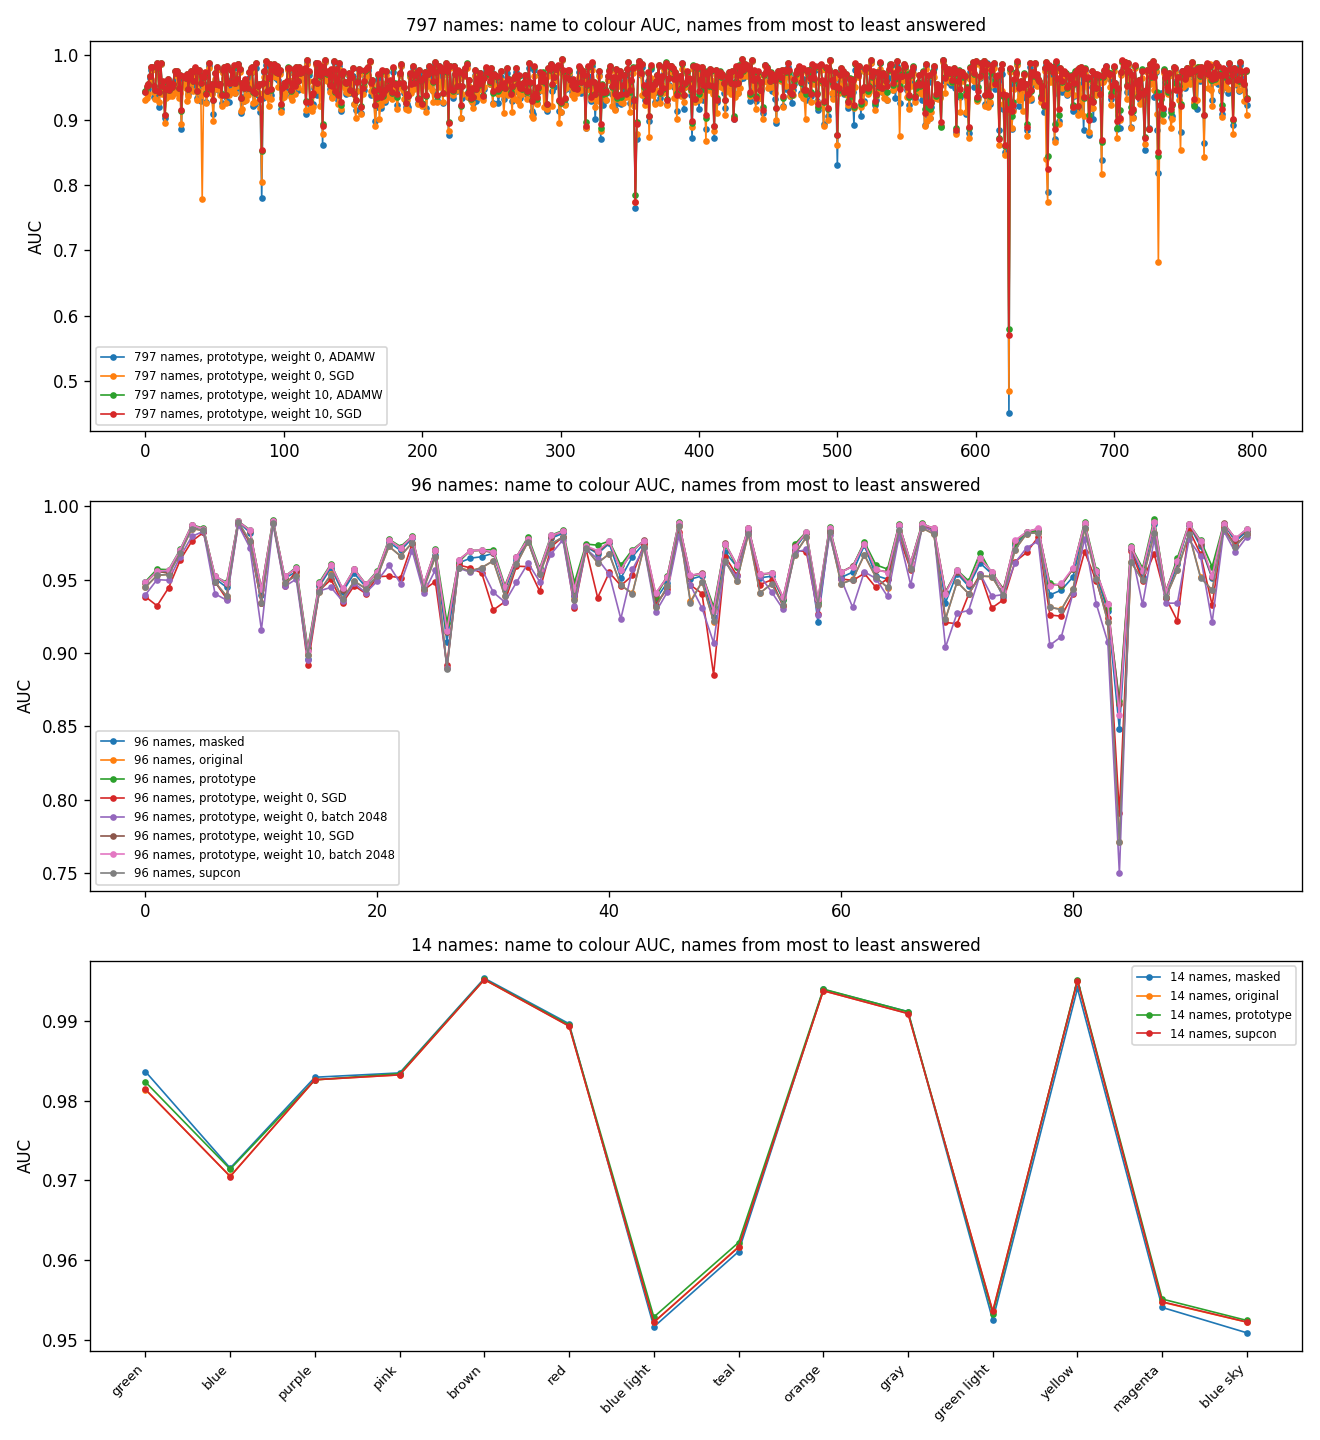 797 names: name to colour AUC, names from most to least answered
1.0
0.9
0.8
0.7
0.6
0.5
AUC
797 names, prototype, weight 0, ADAMW
797 names, prototype, weight 0, SGD
797 names, prototype, weight 10, ADAMW
797 names, prototype, weight 10, SGD
0 100 200 300 400 500 600 700 800
96 names: name to colour AUC, names from most to least answered
1.00
0.95
0.90
0.85
0.80
0.75
AUC
96 names, masked
96 names, original
96 names, prototype
96 names, prototype, weight 0, SGD
96 names, prototype, weight 0, batch 2048
96 names, prototype, weight 10, SGD
96 names, prototype, weight 10, batch 2048
96 names, supcon
0 20 40 60 80
14 names: name to colour AUC, names from most to least answered
0.99
0.98
0.97
0.96
0.95
AUC
14 names, masked
14 names, original
14 names, prototype
14 names, supcon
green
blue
purple
pink
brown
red
blue light
teal
orange
gray
green light
yellow
magenta
blue sky